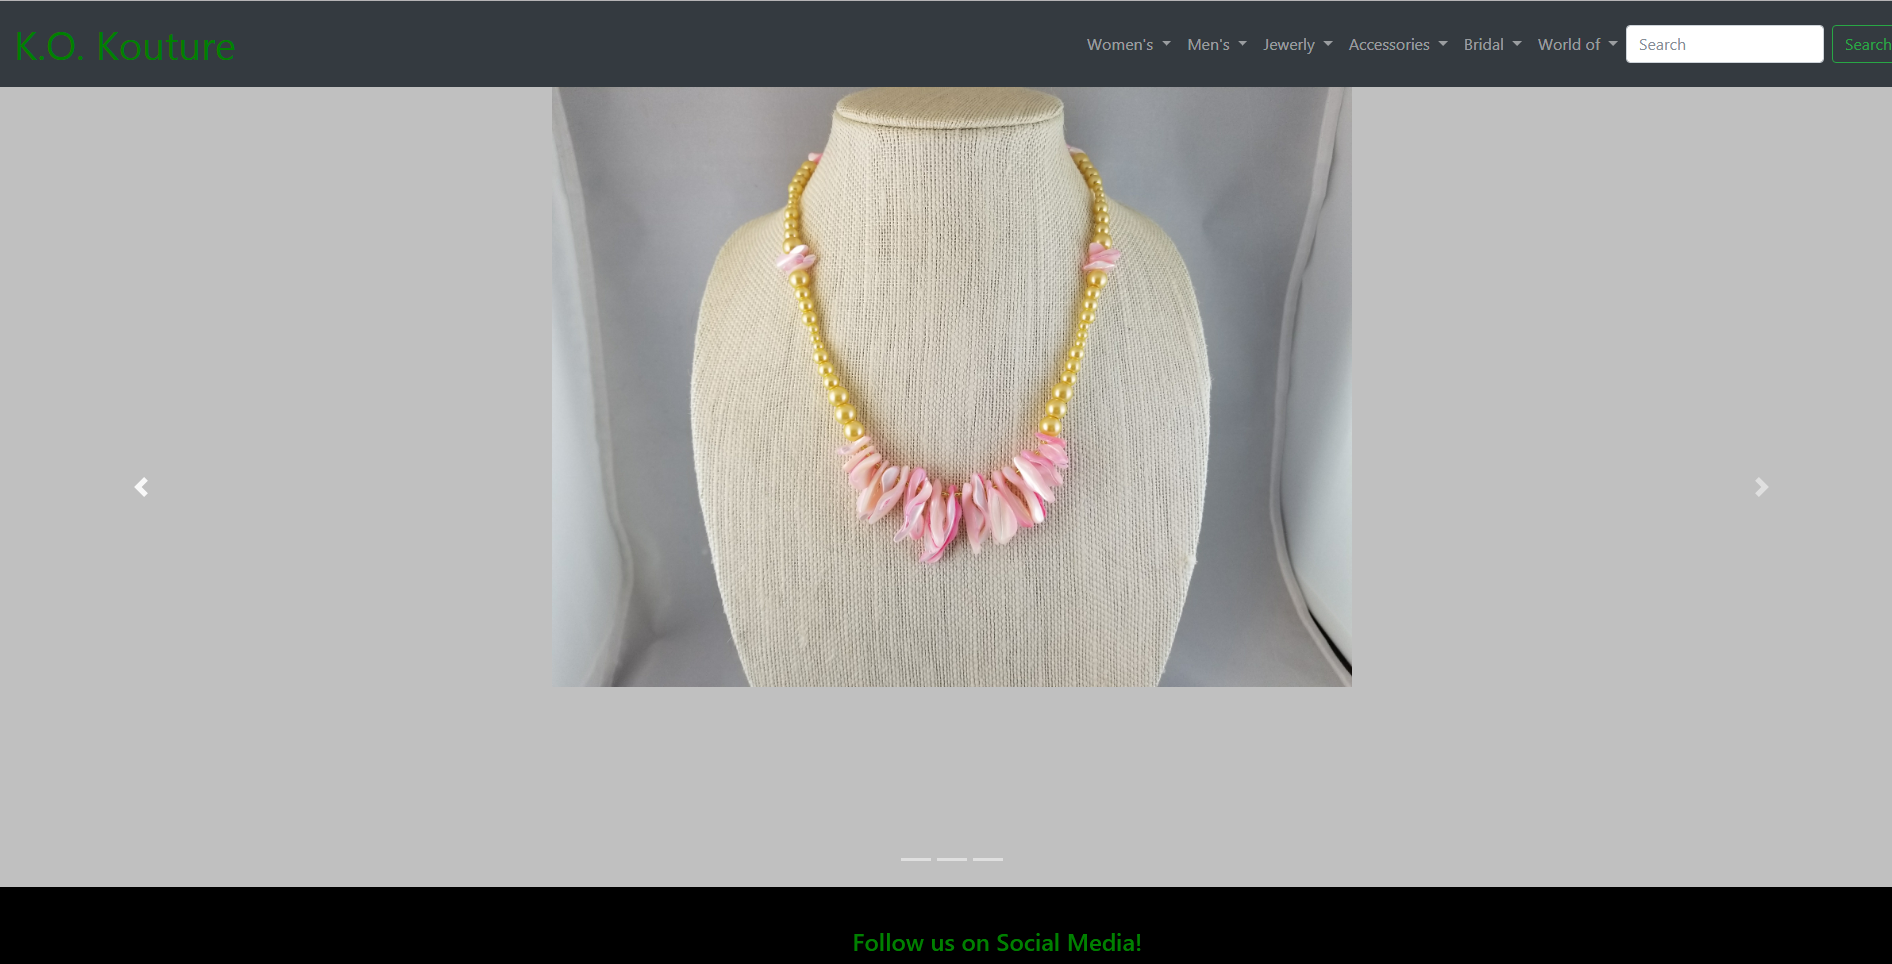 K.O. Kouture
Women's Men's Jewerly Accessories Bridal World of Search Search
Follow us on Social Media!